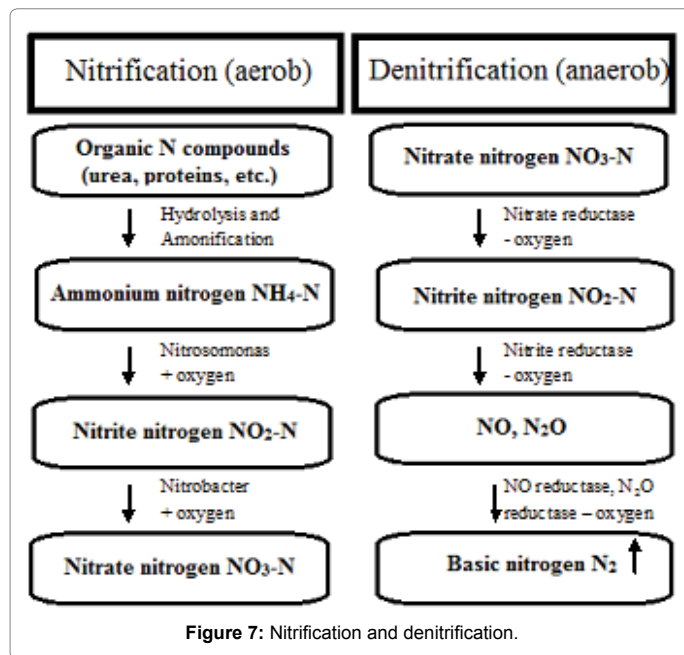 Nitrification (aerob)
Organic N compounds
(urea, proteins, etc.)
Hydrolysis and
Amonification
Ammonium nitrogen NH₄-N
Nitrosomonas
+ oxygen
Nitrite nitrogen NO₂-N
Nitrobacter
+ oxygen
Nitrate nitrogen NO₃-N
Denitrification (anaerob)
Nitrate nitrogen NO₃-N
Nitrate reductase
- oxygen
Nitrite nitrogen NO₂-N
Nitrite reductase
- oxygen
NO, N₂O
NO reductase, N₂O
reductase – oxygen
Basic nitrogen N₂
Figure 7: Nitrification and denitrification.